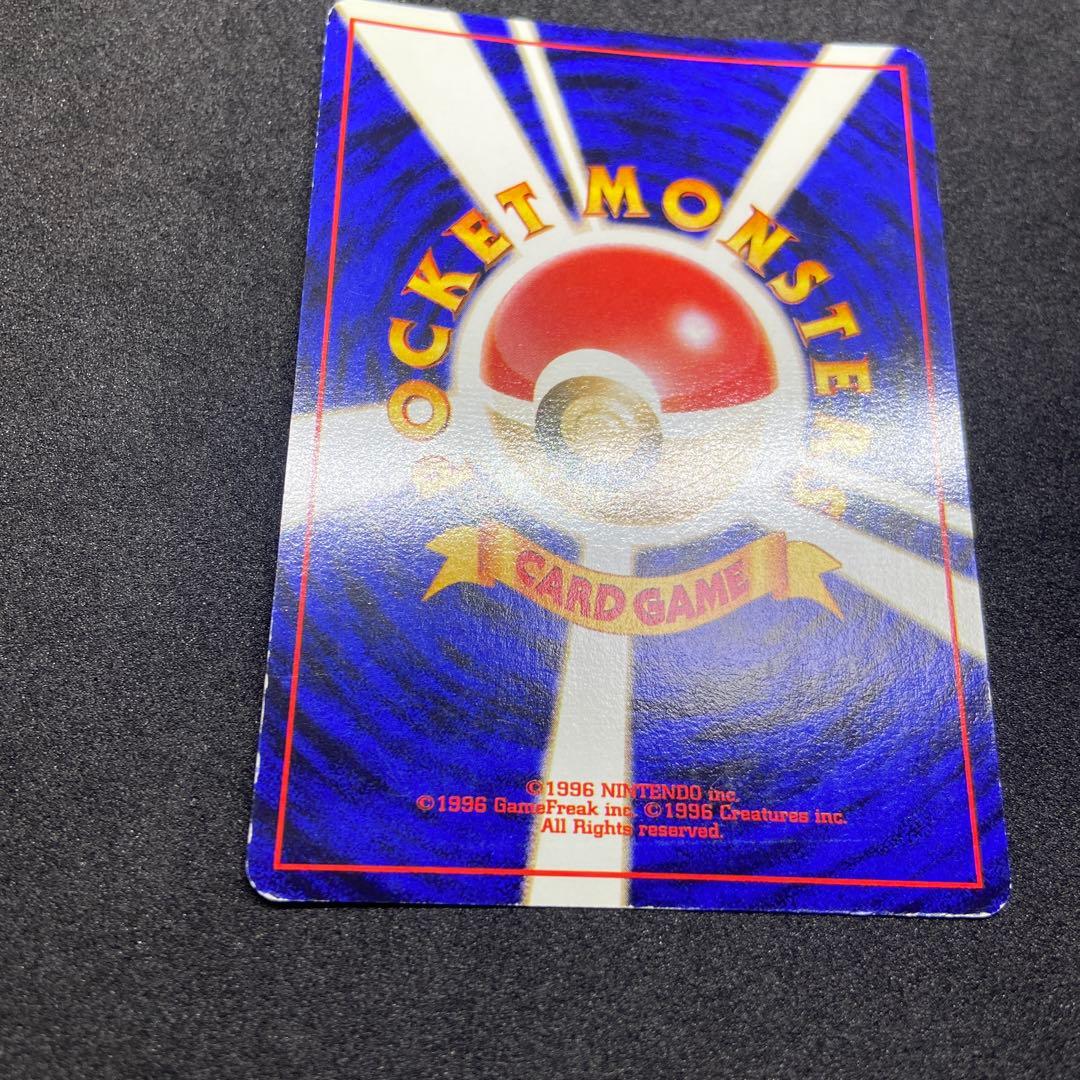 POCKET MONSTERS
CARD GAME
©1996 NINTENDO inc.
©1996 GameFreak inc. ©1996 Creatures inc.
All Rights reserved.